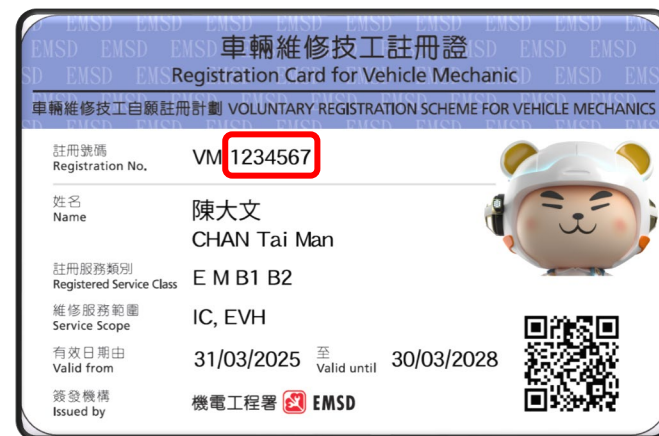 車輛維修技工註冊證
Registration Card for Vehicle Mechanic
車輛維修技工自願註冊計劃 VOLUNTARY REGISTRATION SCHEME FOR VEHICLE MECHANICS
註冊號碼
Registration No.
VM 1234567
姓名
Name
陳大文
CHAN Tai Man
註冊服務類別
Registered Service Class
E M B1 B2
維修服務範圍
Service Scope
IC, EVH
有效日期由
Valid from
31/03/2025
至
Valid until
30/03/2028
簽發機構
Issued by
機電工程署 EMSD